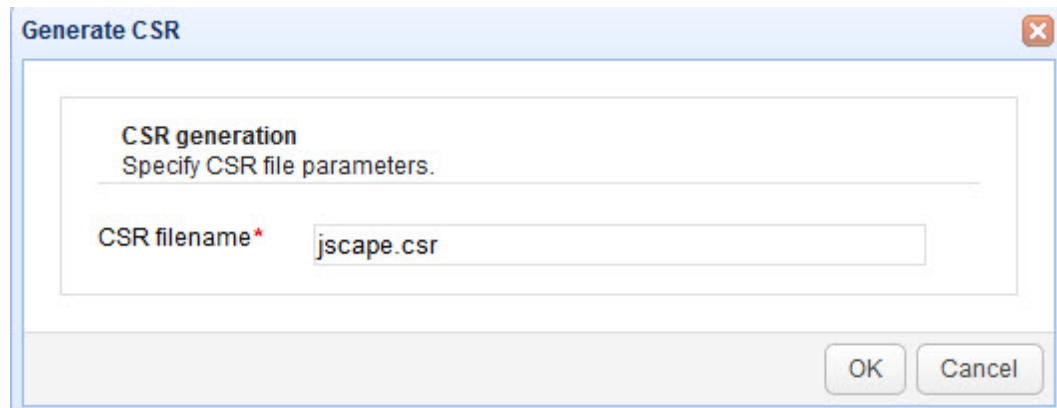 Generate CSR
CSR generation
Specify CSR file parameters.
CSR filename*
jscape.csr
OK
Cancel